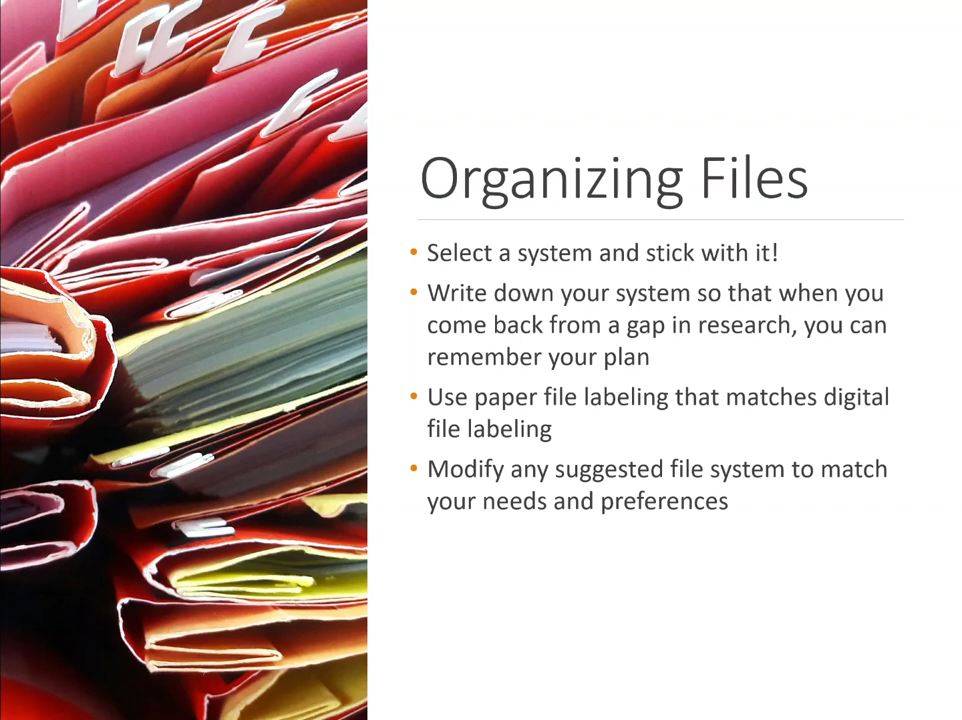 Organizing Files
• Select a system and stick with it!
• Write down your system so that when you
come back from a gap in research, you can
remember your plan
• Use paper file labeling that matches digital
file labeling
• Modify any suggested file system to match
your needs and preferences